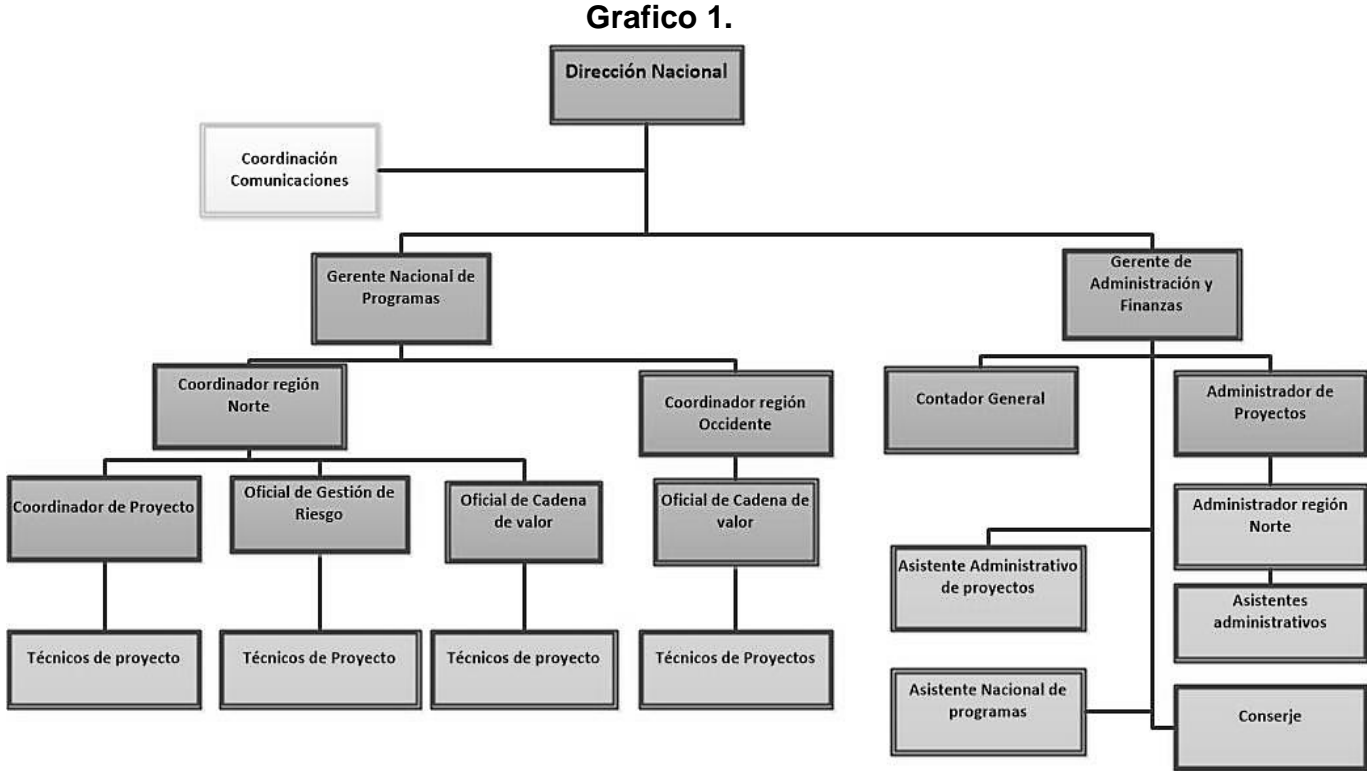 Grafico 1.
Dirección Nacional
Coordinación
Comunicaciones
Gerente Nacional de
Programas
Gerente de
Administración y
Finanzas
Coordinador región
Norte
Coordinador región
Occidente
Contador General
Administrador de
Proyectos
Coordinador de Proyecto
Oficial de Gestión de
Riesgo
Oficial de Cadena
de valor
Oficial de Cadena de
valor
Administrador región
Norte
Asistente Administrativo
de proyectos
Asistentes
administrativos
Técnicos de proyecto
Técnicos de Proyecto
Técnicos de proyecto
Técnicos de Proyectos
Asistente Nacional de
programas
Conserje